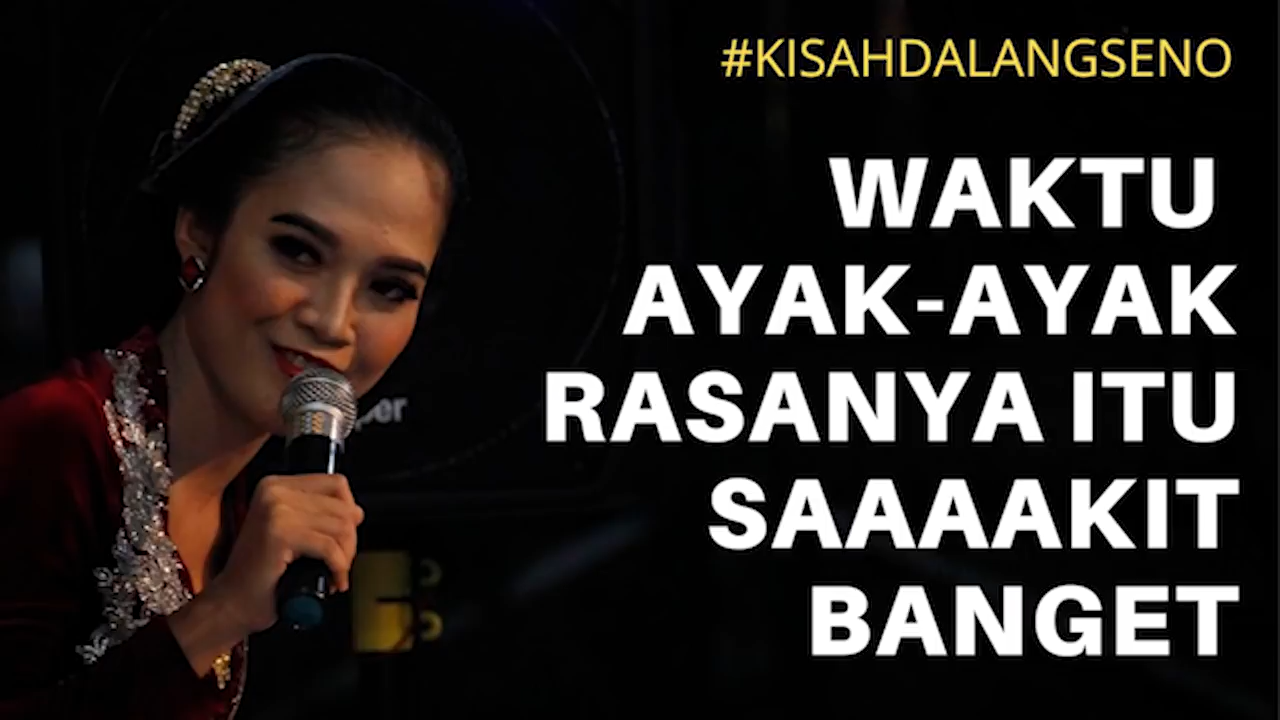 #KISAHDALANGSENO
WAKTU
AYAK-AYAK
RASANYA ITU
SAAAAKIT
BANGET